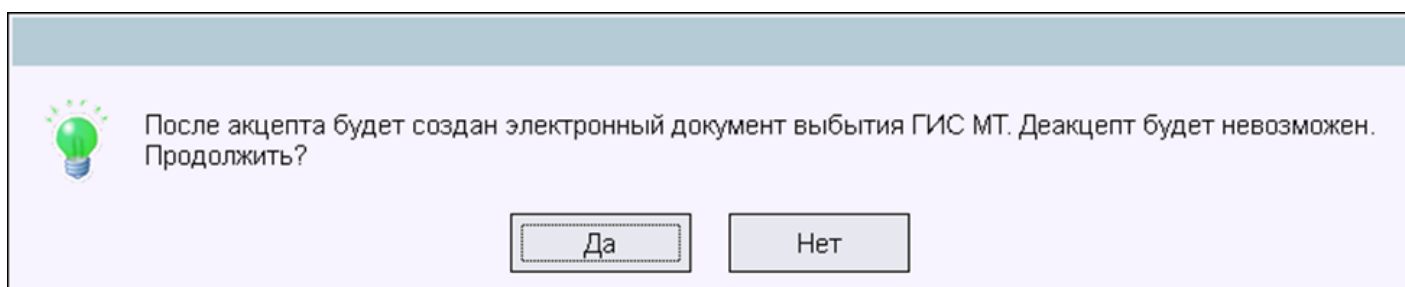 После акцепта будет создан электронный документ выбытия ГИС МТ. Деакцепт будет невозможен.
Продолжить?
Да
Нет